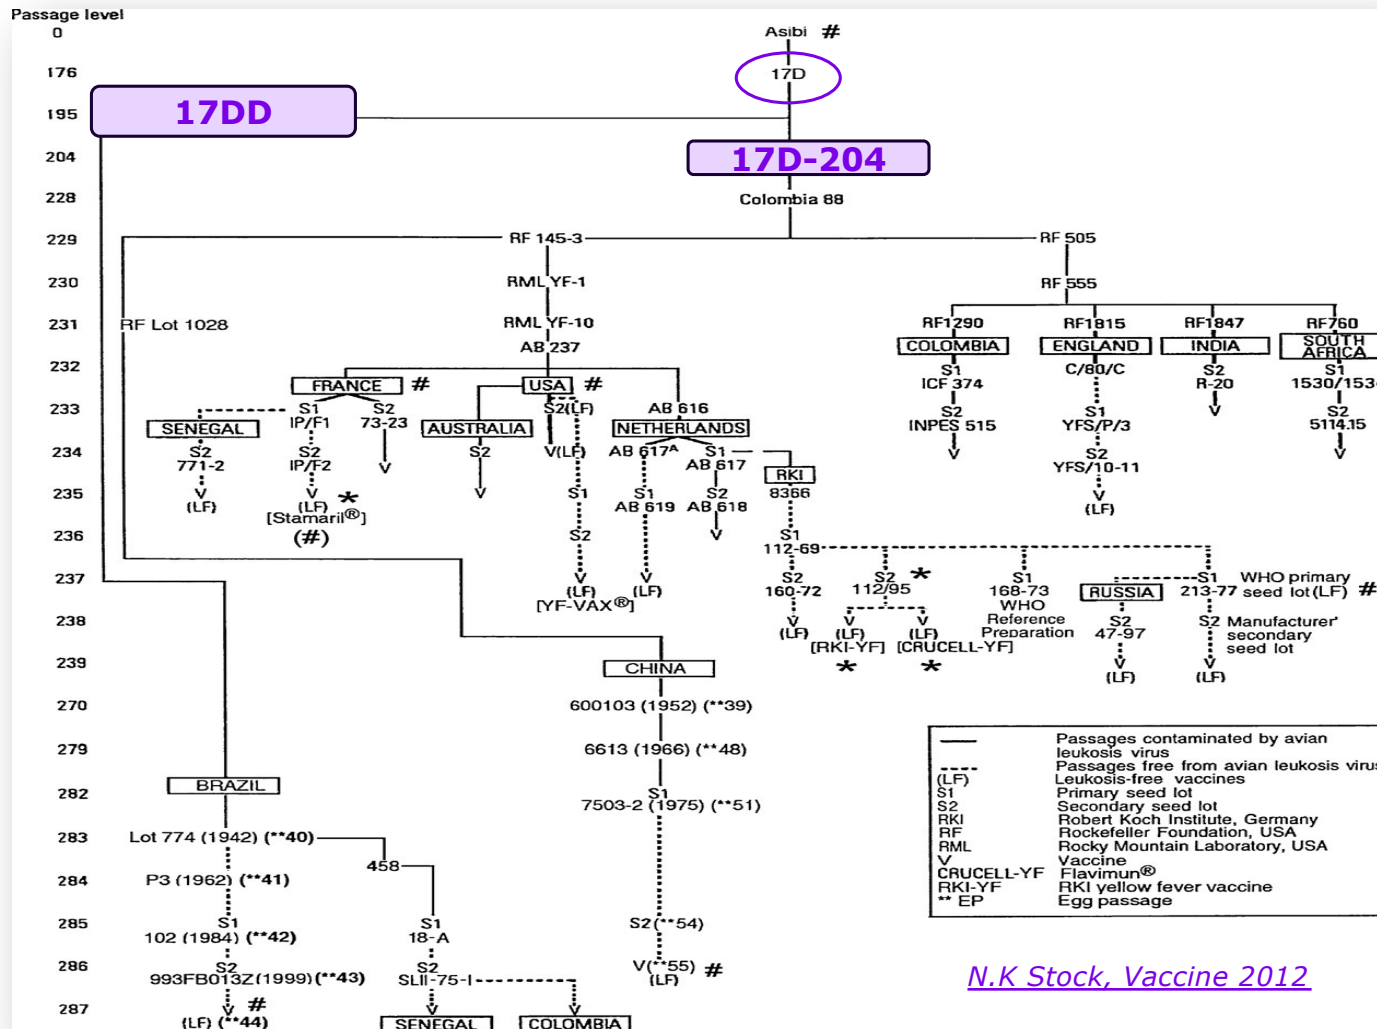 Passage level
0 Asibi #
176 17D
195 17DD
204 17D-204
228 Colombia 88
229 RF 145-3 RF 505
230 RML YF-1 RF 555
231 RF Lot 1028 RML YF-10 RF1290 RF1815 RF1847 RF760
AB 237 COLOMBIA ENGLAND INDIA SOUTH AFRICA
232 S1 C/80/C S2 S1
FRANCE # USA # ICF 374 R-20 1530/153
233 S1 S2 S2(LF) AB 616 S2 S1 V S2
IP/F1 73-23 INPES 515 YFS/P/3 5114.15
SENEGAL AUSTRALIA NETHERLANDS
234 S2 S2 V S2 V(LF) AB 617A S1 V S2 V
771-2 IP/F2 AB 617 YFS/10-11
RKI
235 V V V S1 S1 S2 8366 V
(LF) (LF) * AB 619 AB 618 (LF)
[Stamaril®]
(#)
236 S2 V S1
112-69
237 V V S2 S2 * S1 S1 WHO primary
(LF) (LF) 160-72 112/95 168-73 RUSSIA 213-77 seed lot (LF) #
[YF-VAX®] WHO
238 V V V Reference S2 S2 Manufacturer'
(LF) (LF) (LF) Preparation 47-97 secondary
[RKI-YF] [CRUCELL-YF] seed lot
239 CHINA * * V V
(LF) (LF)
270 600103 (1952) (**39)
279 6613 (1966) (**48)
BRAZIL
282 S1
7503-2 (1975) (**51)
283 Lot 774 (1942) (**40)
458
284 P3 (1962) (**41)
285 S1 S1 S2 (**54)
102 (1984) (**42) 18-A
286 S2 S2 V(**55) #
993FB013Z(1999) (**43) SLII-75-I (LF)
287 V # V V
(LF) (**44) SENEGAL COLOMBIA
Passages contaminated by avian
leukosis virus
Passages free from avian leukosis virus
(LF) Leukosis-free vaccines
S1 Primary seed lot
S2 Secondary seed lot
RKI Robert Koch Institute, Germany
RF Rockefeller Foundation, USA
RML Rocky Mountain Laboratory, USA
V Vaccine
CRUCELL-YF Flavimun®
RKI-YF RKI yellow fever vaccine
** EP Egg passage
N.K Stock, Vaccine 2012